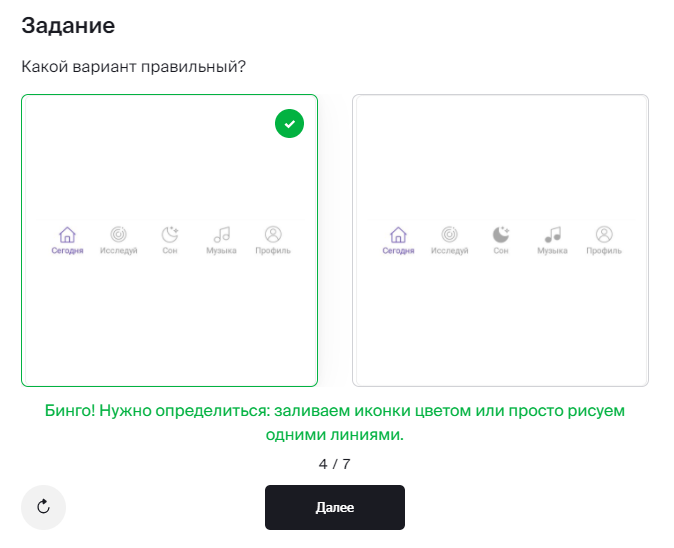 Задание
Какой вариант правильный?
Сегодня Исследуй Сон Музыка Профиль
Сегодня Исследуй Сон Музыка Профиль
Бинго! Нужно определиться: заливаем иконки цветом или просто рисуем
одними линиями.
4 / 7
Далее